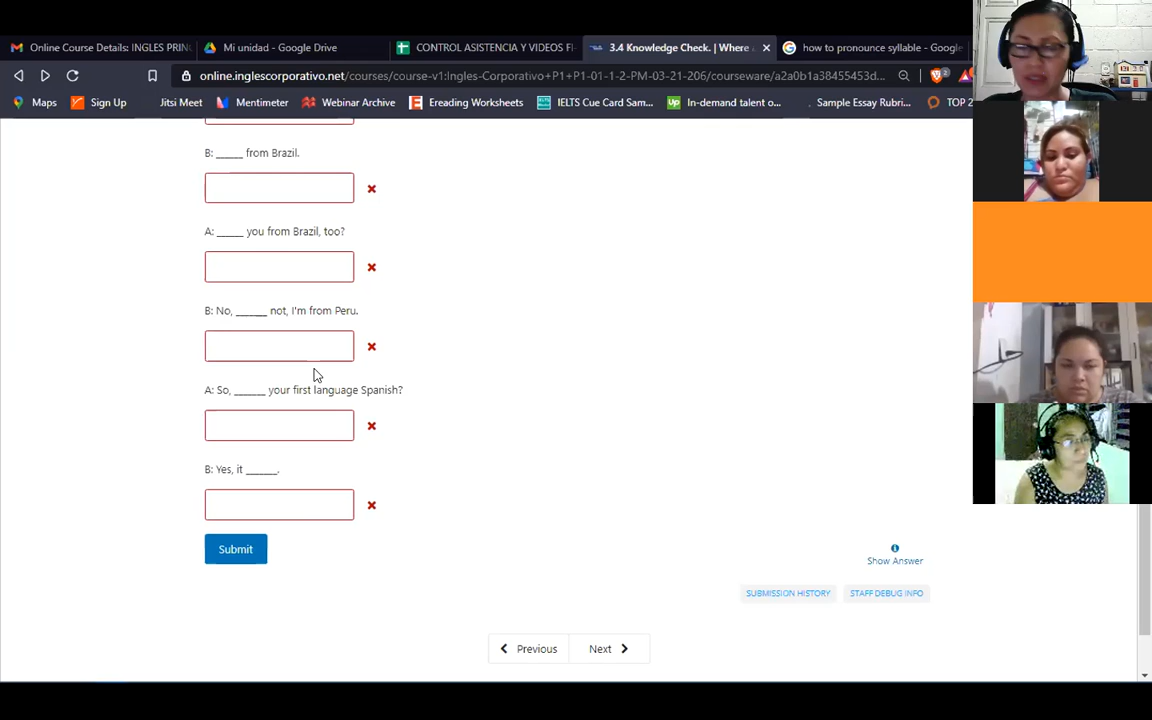 Online Course Details: INGLES PRIN
Mi unidad - Google Drive
CONTROL ASISTENCIA Y VIDEOS FI
3.4 Knowledge Check. | Where
how to pronounce syllable - Google
online.inglescorporativo.net/courses/course-v1:Ingles-Corporativo+P1+P1-01-1-2-PM-03-21-206/courseware/a2a0b1a38455453d...
2
Maps
Sign Up
Jitsi Meet
Mentimeter
Webinar Archive
Ereading Worksheets
IELTS Cue Card Sam...
In-demand talent o...
Sample Essay Rubri...
TOP 2
B: _____ from Brazil.
A: _____ you from Brazil, too?
B: No, ______ not, I'm from Peru.
A: So, ______ your first language Spanish?
B: Yes, it ______.
Submit
Show Answer
SUBMISSION HISTORY
STAFF DEBUG INFO
Previous
Next